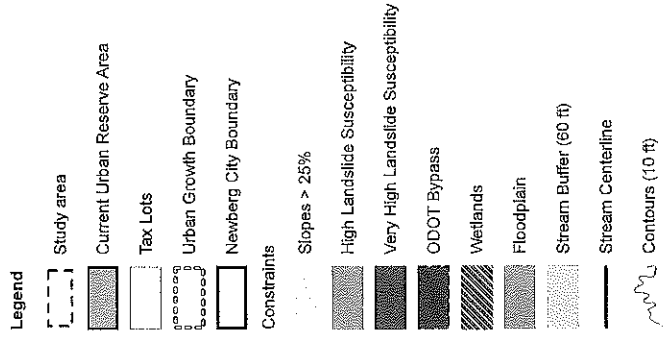 Legend
Study area
Current Urban Reserve Area
Tax Lots
Urban Growth Boundary
Newberg City Boundary
Constraints
Slopes > 25%
High Landslide Susceptibility
Very High Landslide Susceptibility
ODOT Bypass
Wetlands
Floodplain
Stream Buffer (60 ft)
Stream Centerline
Contours (10 ft)